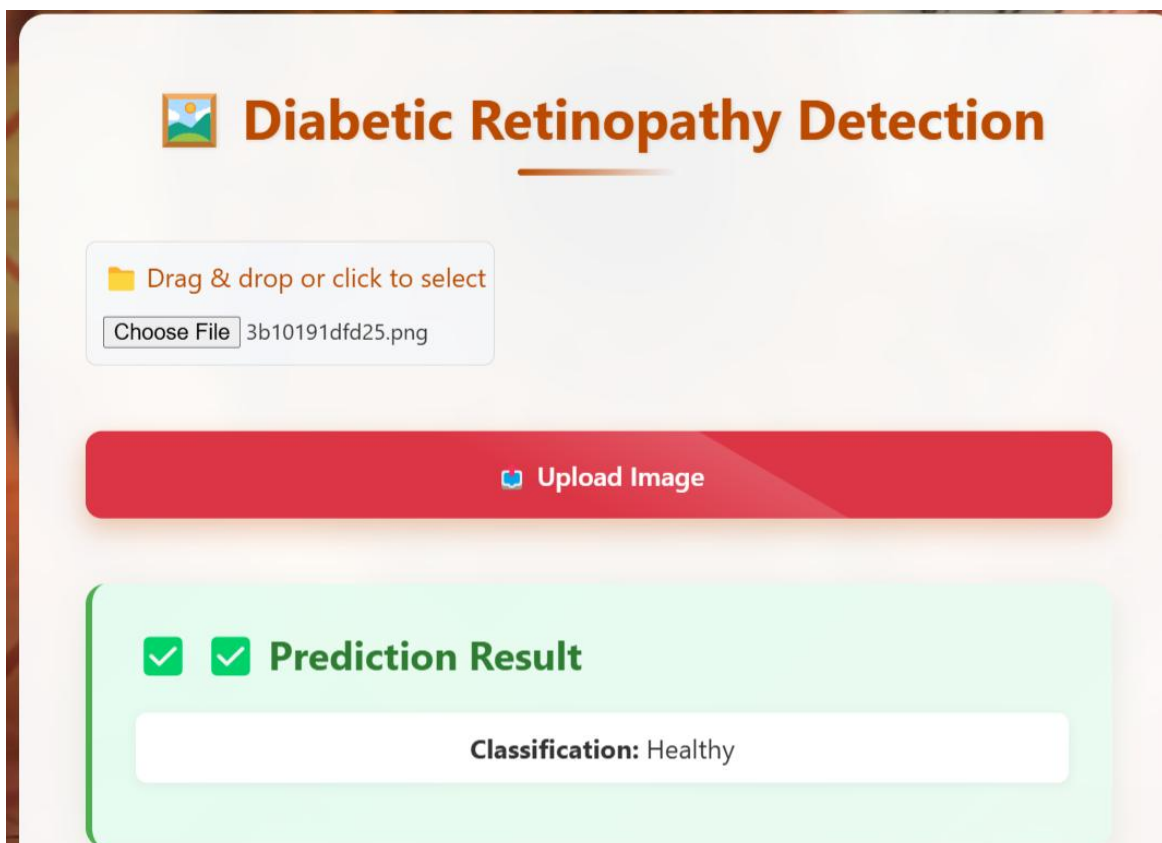 Diabetic Retinopathy Detection
Drag & drop or click to select
Choose File 3b10191dfd25.png
Upload Image
Prediction Result
Classification: Healthy